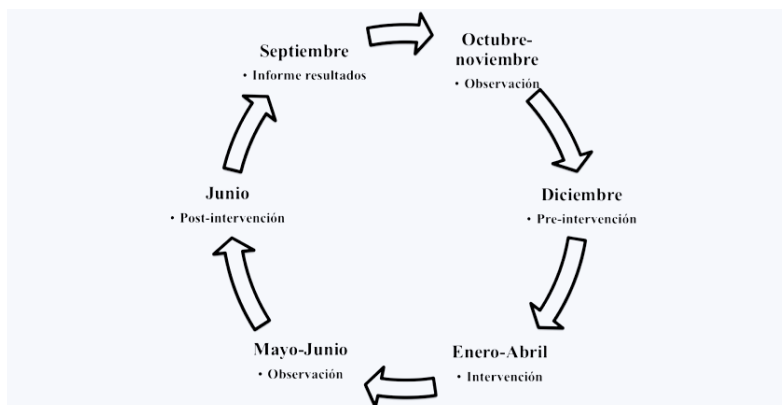 Septiembre
• Informe resultados
Octubre-
noviembre
• Observación
Diciembre
• Pre-intervención
Enero-Abril
• Intervención
Mayo-Junio
• Observación
Junio
• Post-intervención